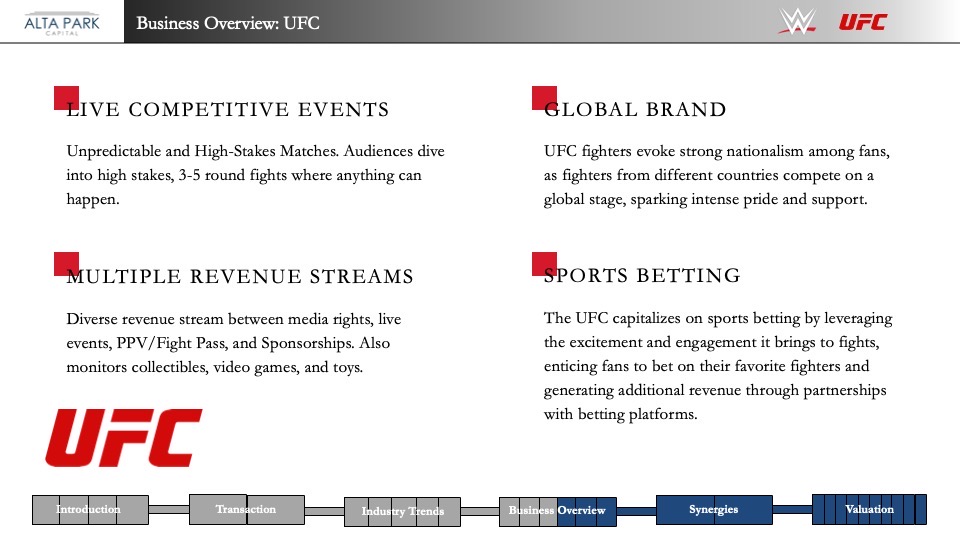 ALTA PARK
CAPITAL
Business Overview: UFC
W
UFC
LIVE COMPETITIVE EVENTS
Unpredictable and High-Stakes Matches. Audiences dive
into high stakes, 3-5 round fights where anything can
happen.
GLOBAL BRAND
UFC fighters evoke strong nationalism among fans,
as fighters from different countries compete on a
global stage, sparking intense pride and support.
MULTIPLE REVENUE STREAMS
Diverse revenue stream between media rights, live
events, PPV/Fight Pass, and Sponsorships. Also
monitors collectibles, video games, and toys.
SPORTS BETTING
The UFC capitalizes on sports betting by leveraging
the excitement and engagement it brings to fights,
enticing fans to bet on their favorite fighters and
generating additional revenue through partnerships
with betting platforms.
UFC
Introduction
Transaction
Industry Trends
Business Overview
Synergies
Valuation